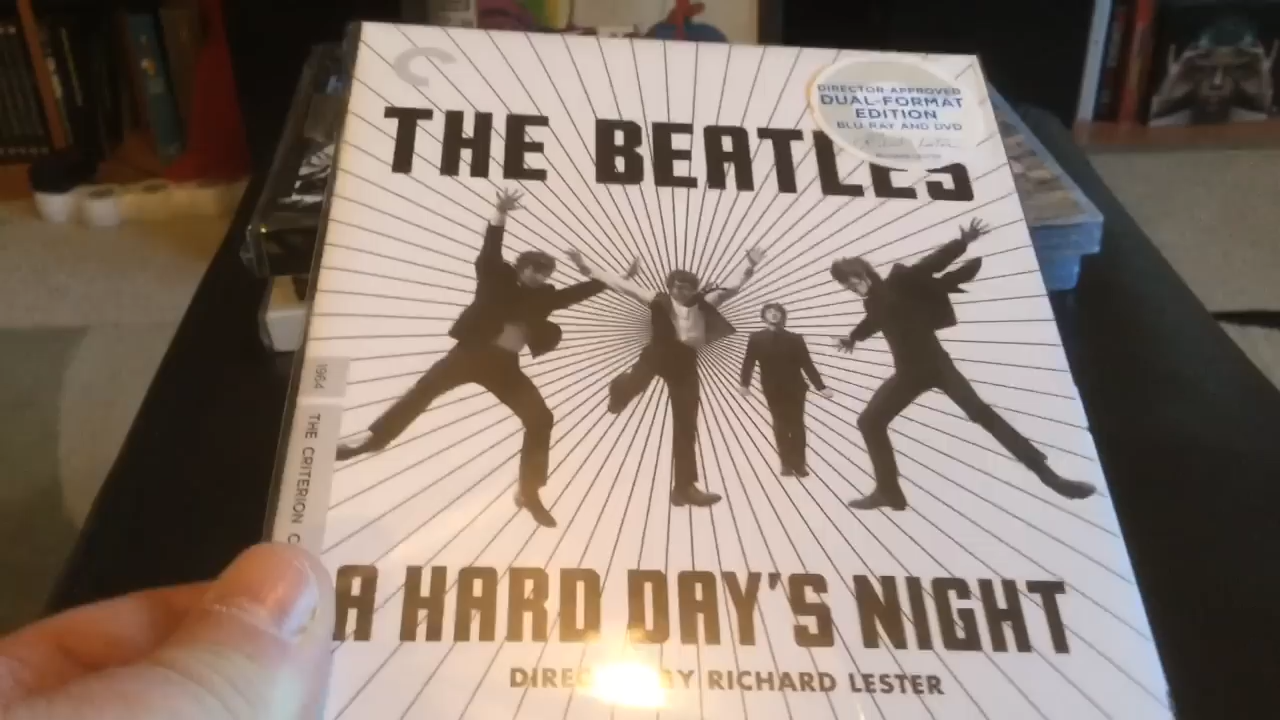 THE BEATLES
DIRECTOR APPROVED
DUAL-FORMAT
EDITION
BLU-RAY AND DVD
1964
THE CRITERION C
A HARD DAY'S NIGHT
DIRE Y RICHARD LESTER